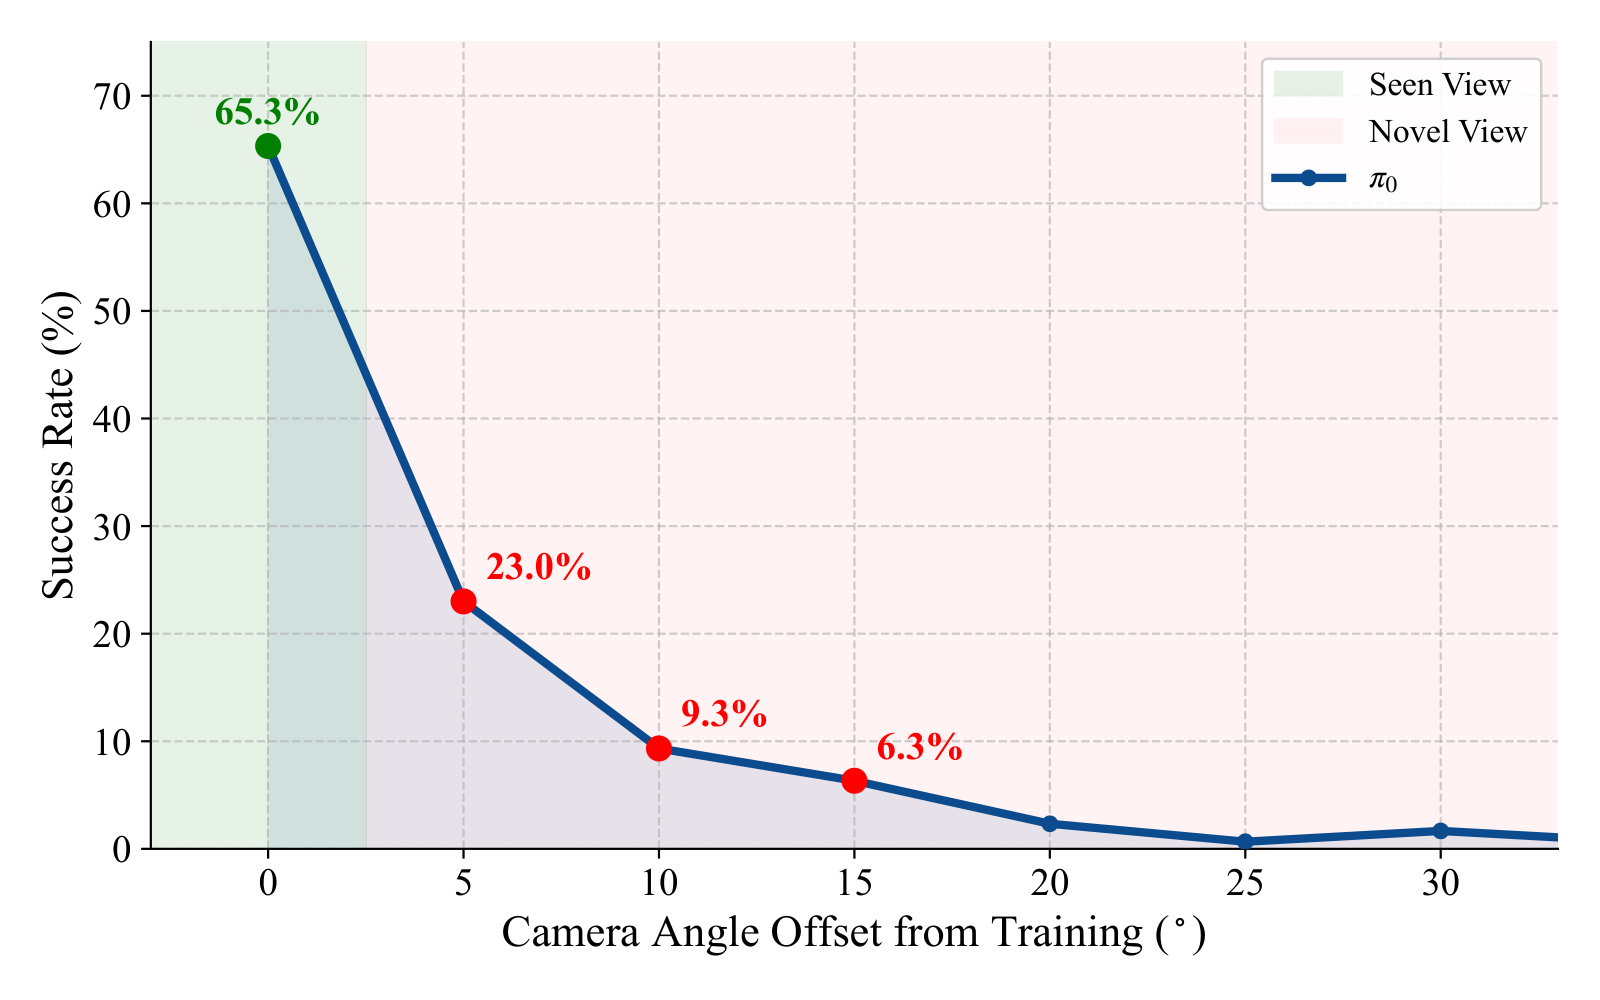 70
60
50
40
30
20
10
0
Success Rate (%)
65.3%
23.0%
9.3%
6.3%
Seen View
Novel View
π₀
0 5 10 15 20 25 30
Camera Angle Offset from Training (°)